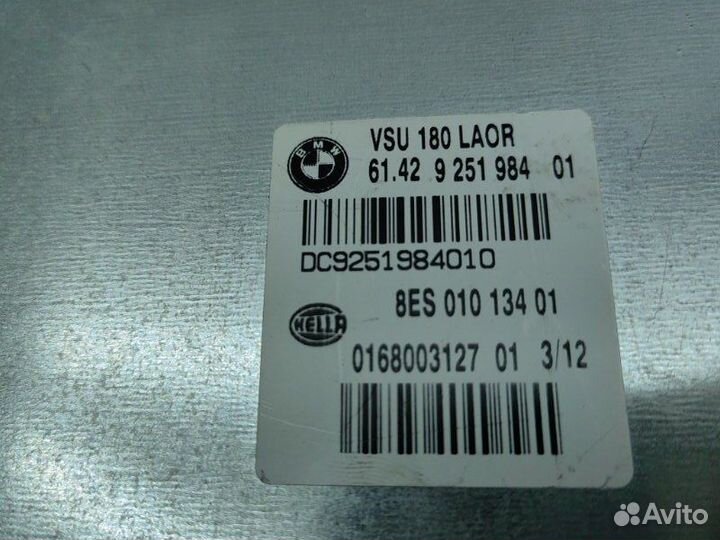 BMW
VSU 180 LAOR
61.42 9 251 984 01
DC9251984010
HELLA
8ES 010 134 01
0168003127 01 3/12
Avito